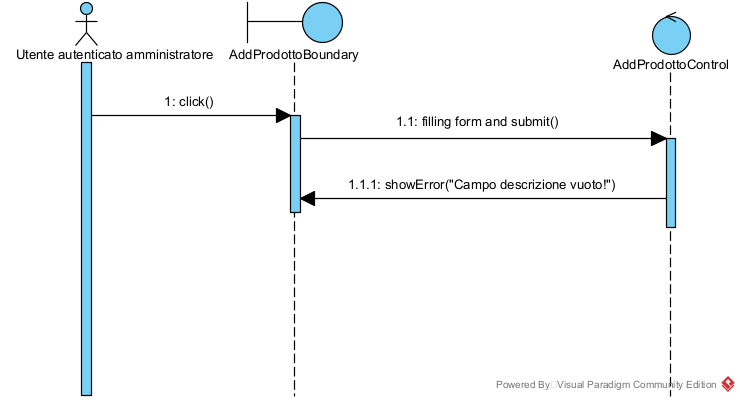 Utente autenticato amministratore
AddProdottoBoundary
AddProdottoControl
1: click()
1.1: filling form and submit()
1.1.1: showError("Campo descrizione vuoto!")
Powered By Visual Paradigm Community Edition